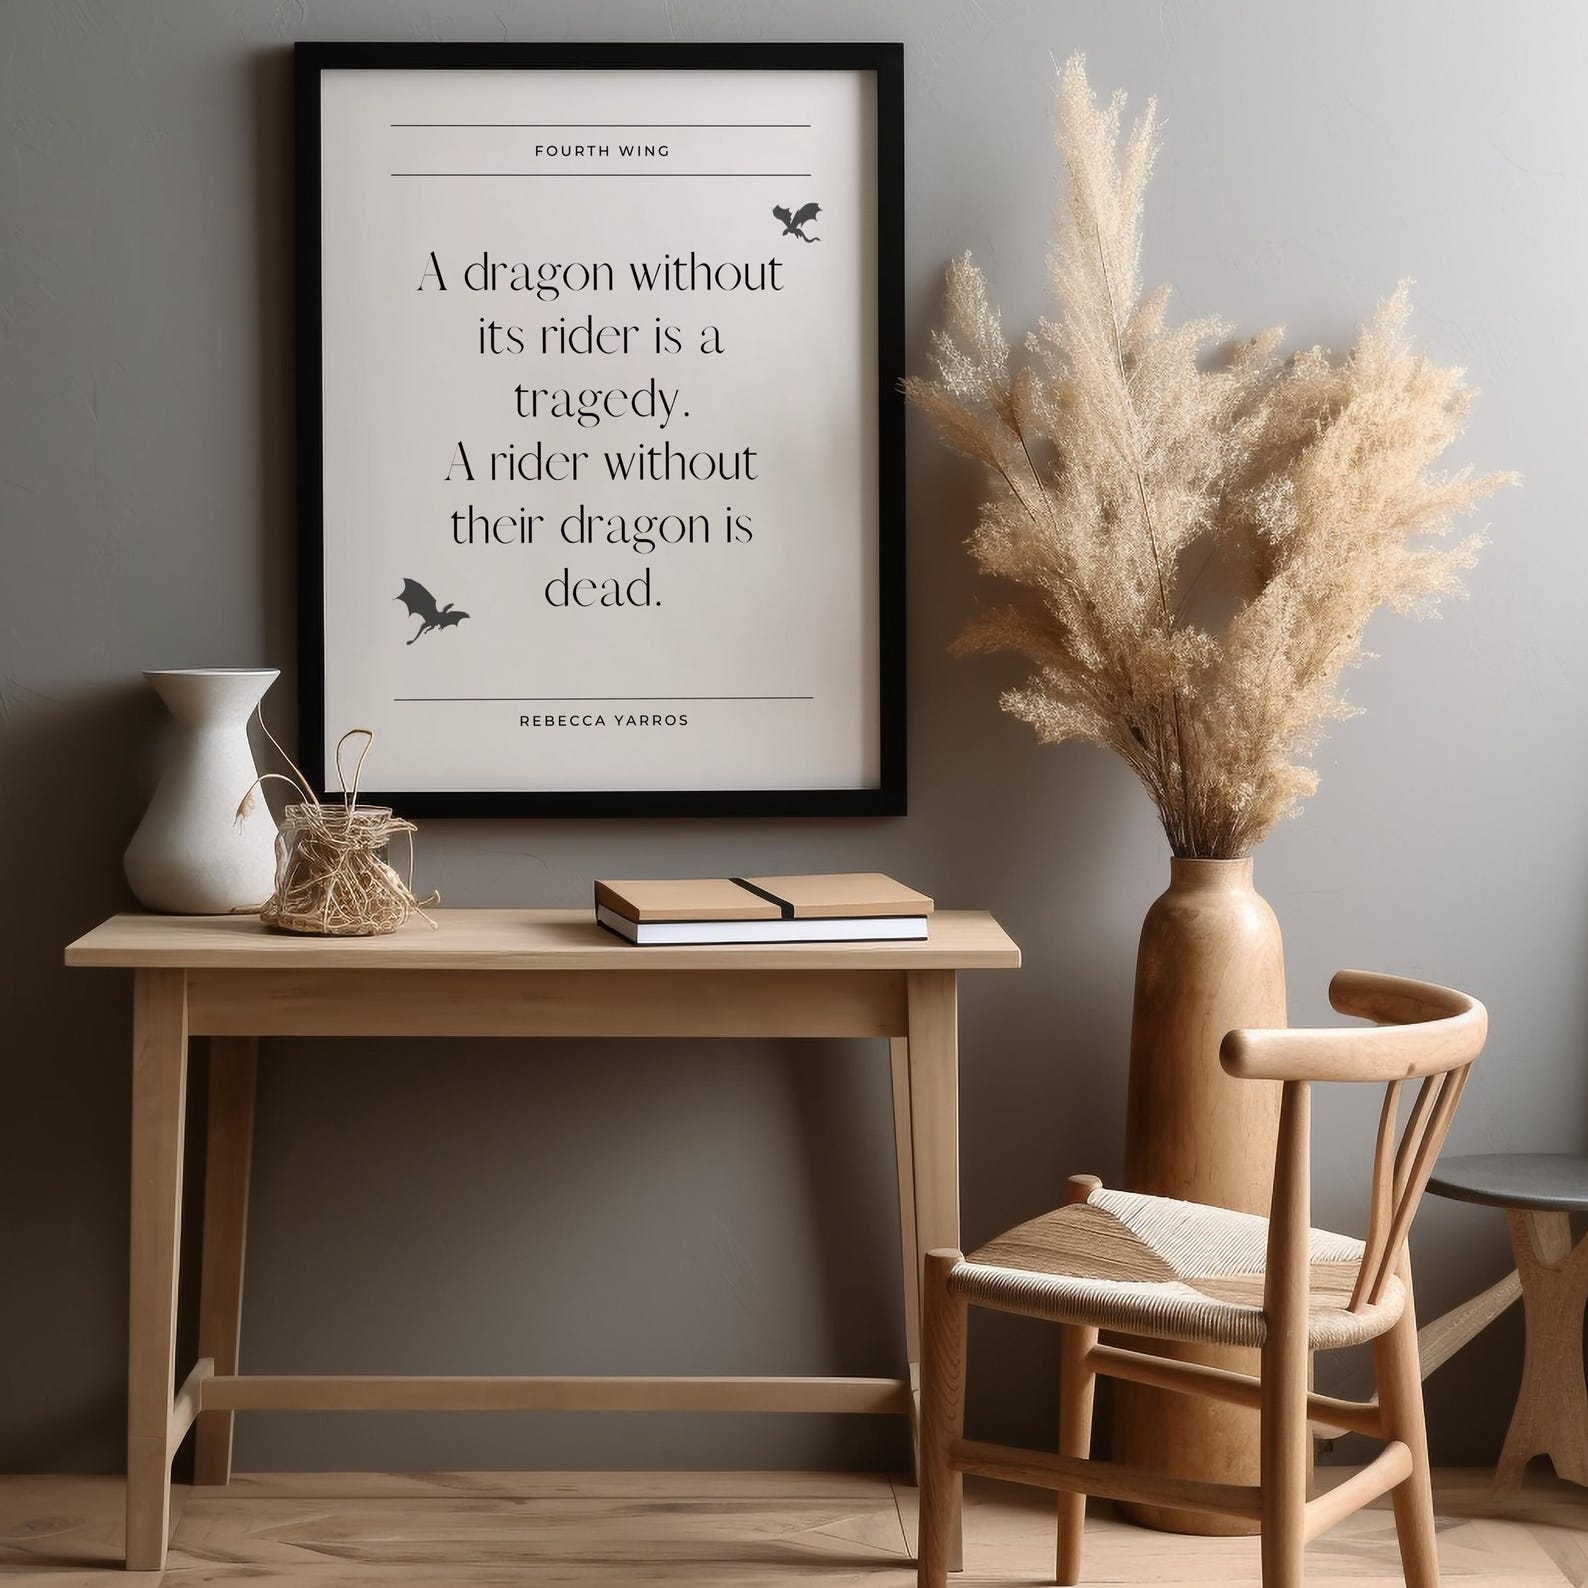 FOURTH WING
A dragon without
its rider is a
tragedy.
A rider without
their dragon is
dead.
REBECCA YARROS